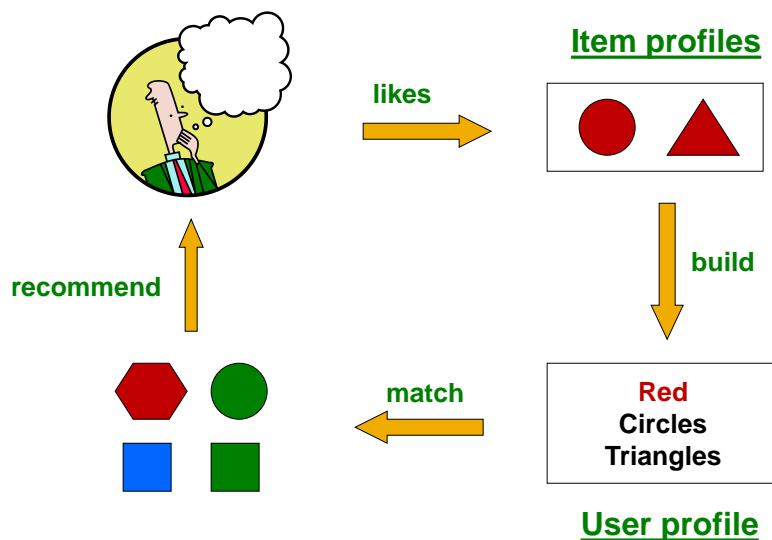 Item profiles
likes
build
recommend
match
Red
Circles
Triangles
User profile